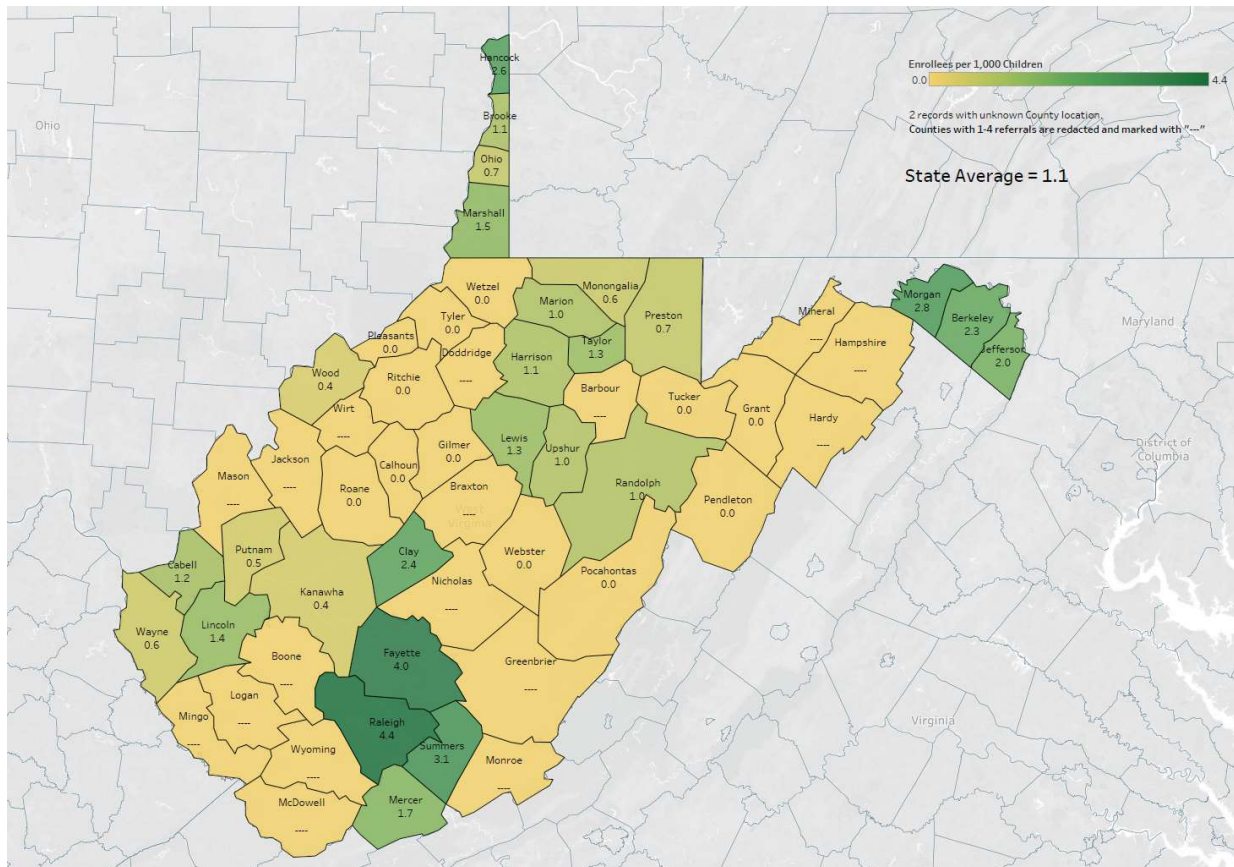 Hancock
2.6
Enrollees per 1,000 Children
0.0
4.4
2 records with unknown County location.
Counties with 1-4 referrals are redacted and marked with "---"
State Average = 1.1
Ohio
Brooke
1.1
Ohio
0.7
Marshall
1.5
Wetzel
0.0
Monongalia
0.6
Marion
1.0
Preston
0.7
Tyler
0.0
Pleasants
0.0
Taylor
1.3
Doddridge
----
Harrison
1.1
Mineral
----
Hampshire
----
Morgan
2.8
Berkeley
2.3
Jefferson
2.0
Maryland
Wood
0.4
Ritchie
0.0
Barbour
----
Tucker
0.0
Grant
0.0
Hardy
----
Wirt
----
Gilmer
0.0
Lewis
1.3
Upshur
1.0
District of
Columbia
Mason
----
Jackson
----
Roane
0.0
Calhoun
0.0
Braxton
----
West
Virginia
Randolph
1.0
Pendleton
0.0
Cabell
1.2
Putnam
0.5
Clay
2.4
Webster
0.0
Pocahontas
0.0
Nicholas
----
Kanawha
0.4
Wayne
0.6
Lincoln
1.4
Boone
----
Fayette
4.0
Greenbrier
----
Logan
----
Mingo
----
Raleigh
4.4
Virginia
Wyoming
----
Summers
3.1
Monroe
----
McDowell
----
Mercer
1.7